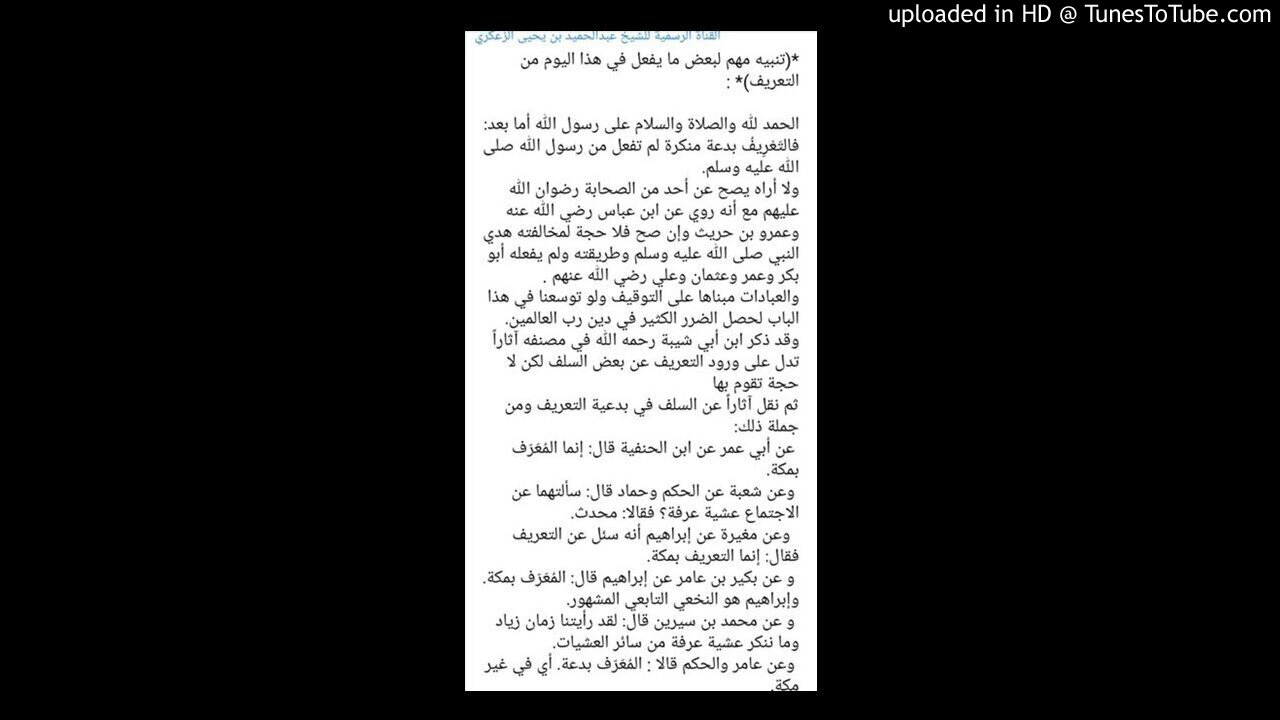 uploaded in HD @ TunesToTube.com
القناة الرسمية للشيخ عبدالحميد بن يحيى الزعكري
*(تنبيه مهم لبعض ما يفعل في هذا اليوم من
التعريف)* :
الحمد لله والصلاة والسلام على رسول الله أما بعد:
فالتَعْرِيفُ بدعة منكرة لم تفعل من رسول الله صلى
الله عليه وسلم.
ولا أراه يصح عن أحد من الصحابة رضوان الله
عليهم مع أنه روي عن ابن عباس رضي الله عنه
وعمرو بن حريث وإن صح فلا حجة لمخالفته هدي
النبي صلى الله عليه وسلم وطريقته ولم يفعله أبو
بكر وعمر وعثمان وعلي رضي الله عنهم .
والعبادات مبناها على التوقيف ولو توسعنا في هذا
الباب لحصل الضرر الكثير في دين رب العالمين.
وقد ذكر ابن أبي شيبة رحمه الله في مصنفه آثاراً
تدل على ورود التعريف عن بعض السلف لكن لا
حجة تقوم بها
ثم نقل آثاراً عن السلف في بدعية التعريف ومن
جملة ذلك:
عن أبي عمر عن ابن الحنفية قال: إنما المُعَرَف
بمكة.
وعن شعبة عن الحكم وحماد قال: سألتهما عن
الاجتماع عشية عرفة؟ فقالا: محدث.
وعن مغيرة عن إبراهيم أنه سئل عن التعريف
فقال: إنما التعريف بمكة.
و عن بكير بن عامر عن إبراهيم قال: المُعَرَف بمكة.
وإبراهيم هو النخعي التابعي المشهور.
و عن محمد بن سيرين قال: لقد رأيتنا زمان زياد
وما ننكر عشية عرفة من سائر العشيات.
وعن عامر والحكم قالا : المُعَرَف بدعة. أي في غير
مكة.